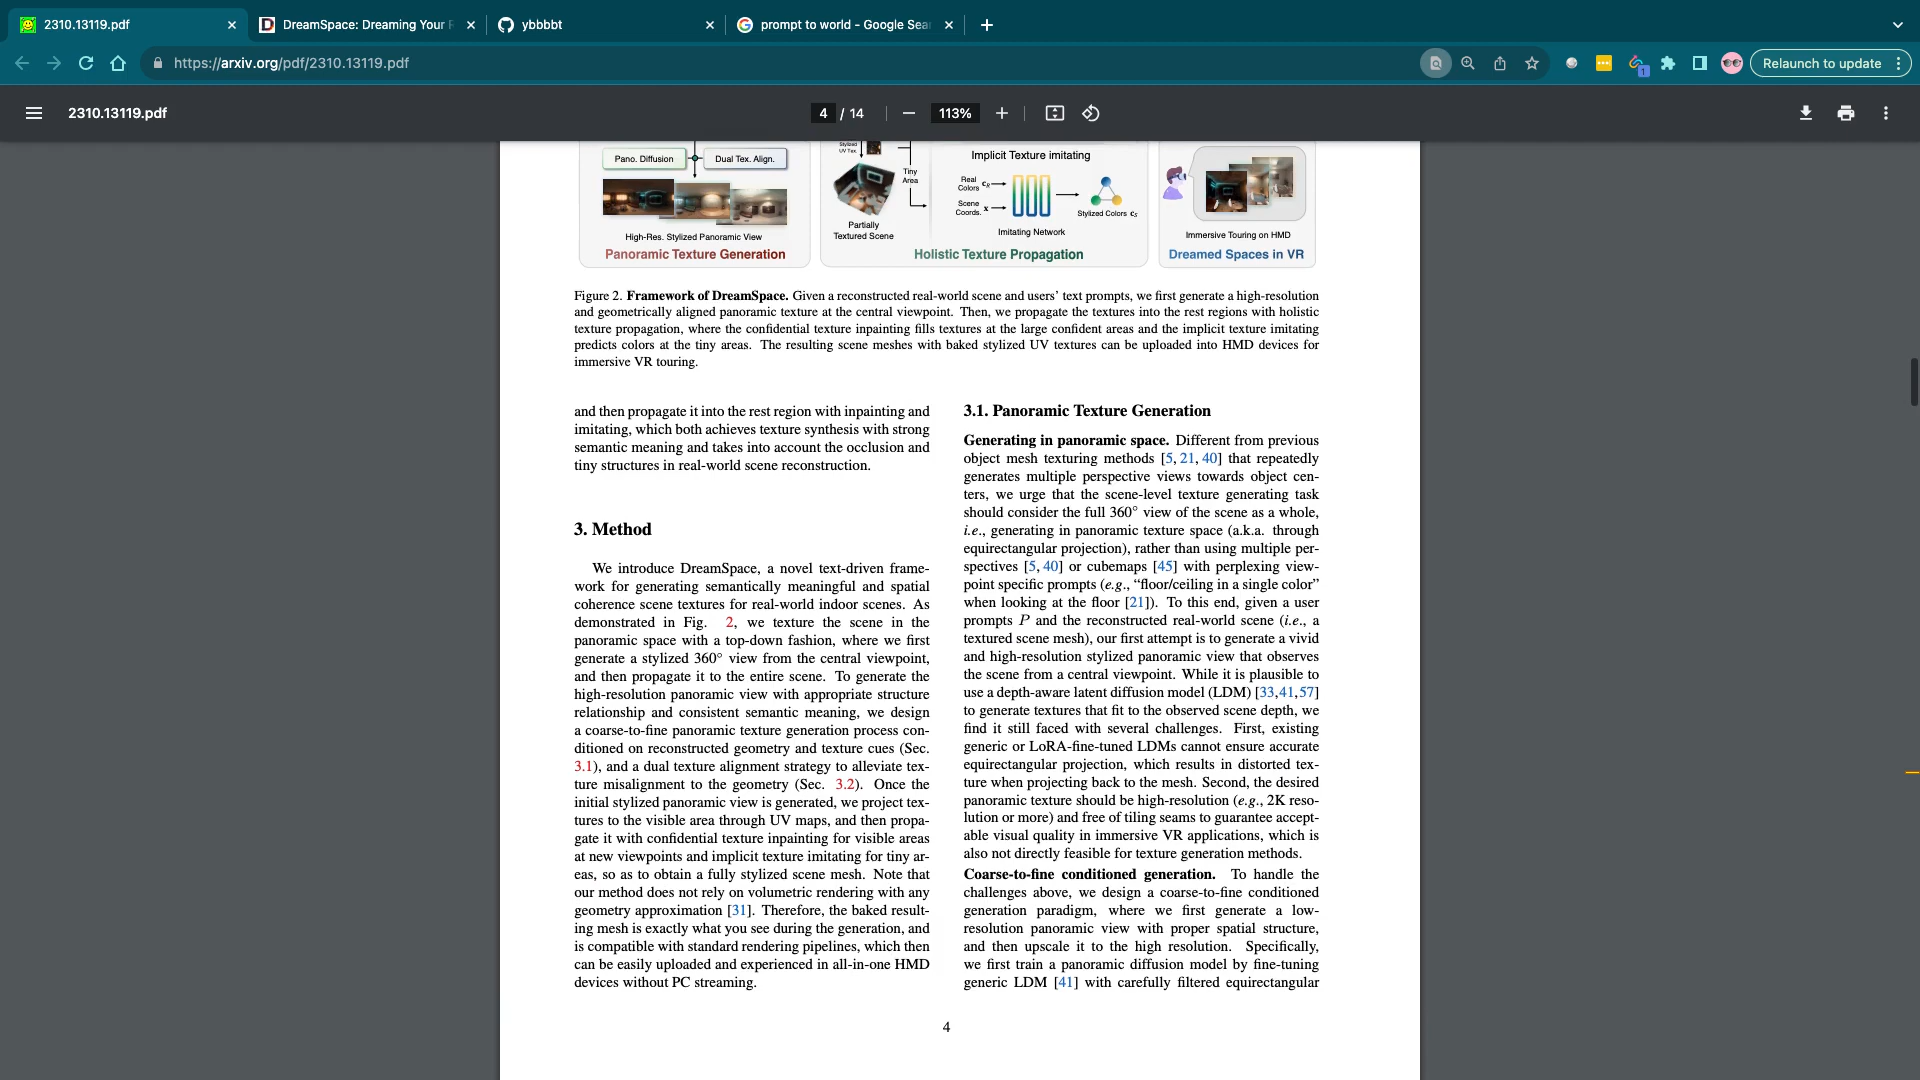 2310.13119.pdf
DreamSpace: Dreaming Your R
ybbbbt
prompt to world - Google Sea
https://arxiv.org/pdf/2310.13119.pdf
1
Relaunch to update
2310.13119.pdf
4 / 14
113%
Pano. Diffusion
Dual Tex. Align.
High-Res. Stylized Panoramic View
Panoramic Texture Generation
Stylized
UV Tex.
Tiny
Area
Partially
Textured Scene
Implicit Texture imitating
Real
Colors c_R
Scene
Coords. x
Stylized Colors c_S
Imitating Network
Holistic Texture Propagation
Immersive Touring on HMD
Dreamed Spaces in VR
Figure 2. Framework of DreamSpace. Given a reconstructed real-world scene and users’ text prompts, we first generate a high-resolution
and geometrically aligned panoramic texture at the central viewpoint. Then, we propagate the textures into the rest regions with holistic
texture propagation, where the confidential texture inpainting fills textures at the large confident areas and the implicit texture imitating
predicts colors at the tiny areas. The resulting scene meshes with baked stylized UV textures can be uploaded into HMD devices for
immersive VR touring.
and then propagate it into the rest region with inpainting and
imitating, which both achieves texture synthesis with strong
semantic meaning and takes into account the occlusion and
tiny structures in real-world scene reconstruction.
3. Method
We introduce DreamSpace, a novel text-driven frame-
work for generating semantically meaningful and spatial
coherence scene textures for real-world indoor scenes. As
demonstrated in Fig. 2, we texture the scene in the
panoramic space with a top-down fashion, where we first
generate a stylized 360° view from the central viewpoint,
and then propagate it to the entire scene. To generate the
high-resolution panoramic view with appropriate structure
relationship and consistent semantic meaning, we design
a coarse-to-fine panoramic texture generation process con-
ditioned on reconstructed geometry and texture cues (Sec.
3.1), and a dual texture alignment strategy to alleviate tex-
ture misalignment to the geometry (Sec. 3.2). Once the
initial stylized panoramic view is generated, we project tex-
tures to the visible area through UV maps, and then propa-
gate it with confidential texture inpainting for visible areas
at new viewpoints and implicit texture imitating for tiny ar-
eas, so as to obtain a fully stylized scene mesh. Note that
our method does not rely on volumetric rendering with any
geometry approximation [31]. Therefore, the baked result-
ing mesh is exactly what you see during the generation, and
is compatible with standard rendering pipelines, which then
can be easily uploaded and experienced in all-in-one HMD
devices without PC streaming.
3.1. Panoramic Texture Generation
Generating in panoramic space. Different from previous
object mesh texturing methods [5, 21, 40] that repeatedly
generates multiple perspective views towards object cen-
ters, we urge that the scene-level texture generating task
should consider the full 360° view of the scene as a whole,
i.e., generating in panoramic texture space (a.k.a. through
equirectangular projection), rather than using multiple per-
spectives [5, 40] or cubemaps [45] with perplexing view-
point specific prompts (e.g., “floor/ceiling in a single color”
when looking at the floor [21]). To this end, given a user
prompts P and the reconstructed real-world scene (i.e., a
textured scene mesh), our first attempt is to generate a vivid
and high-resolution stylized panoramic view that observes
the scene from a central viewpoint. While it is plausible to
use a depth-aware latent diffusion model (LDM) [33,41,57]
to generate textures that fit to the observed scene depth, we
find it still faced with several challenges. First, existing
generic or LoRA-fine-tuned LDMs cannot ensure accurate
equirectangular projection, which results in distorted tex-
ture when projecting back to the mesh. Second, the desired
panoramic texture should be high-resolution (e.g., 2K reso-
lution or more) and free of tiling seams to guarantee accept-
able visual quality in immersive VR applications, which is
also not directly feasible for texture generation methods.
Coarse-to-fine conditioned generation. To handle the
challenges above, we design a coarse-to-fine conditioned
generation paradigm, where we first generate a low-
resolution panoramic view with proper spatial structure,
and then upscale it to the high resolution. Specifically,
we first train a panoramic diffusion model by fine-tuning
generic LDM [41] with carefully filtered equirectangular
4